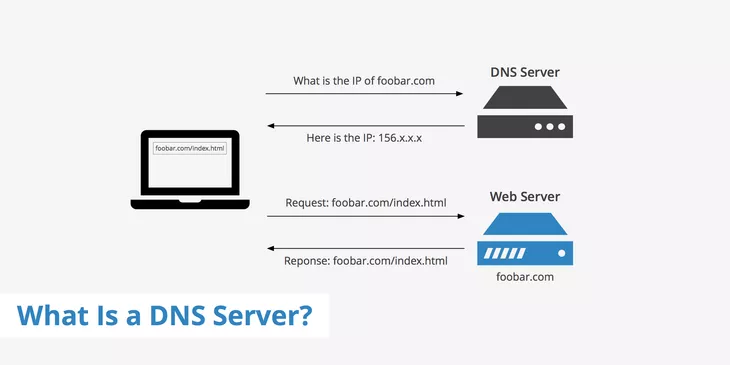 DNS Server
What is the IP of foobar.com
Here is the IP: 156.x.x.x
foobar.com/index.html
Web Server
Request: foobar.com/index.html
Reponse: foobar.com/index.html
foobar.com
What Is a DNS Server?